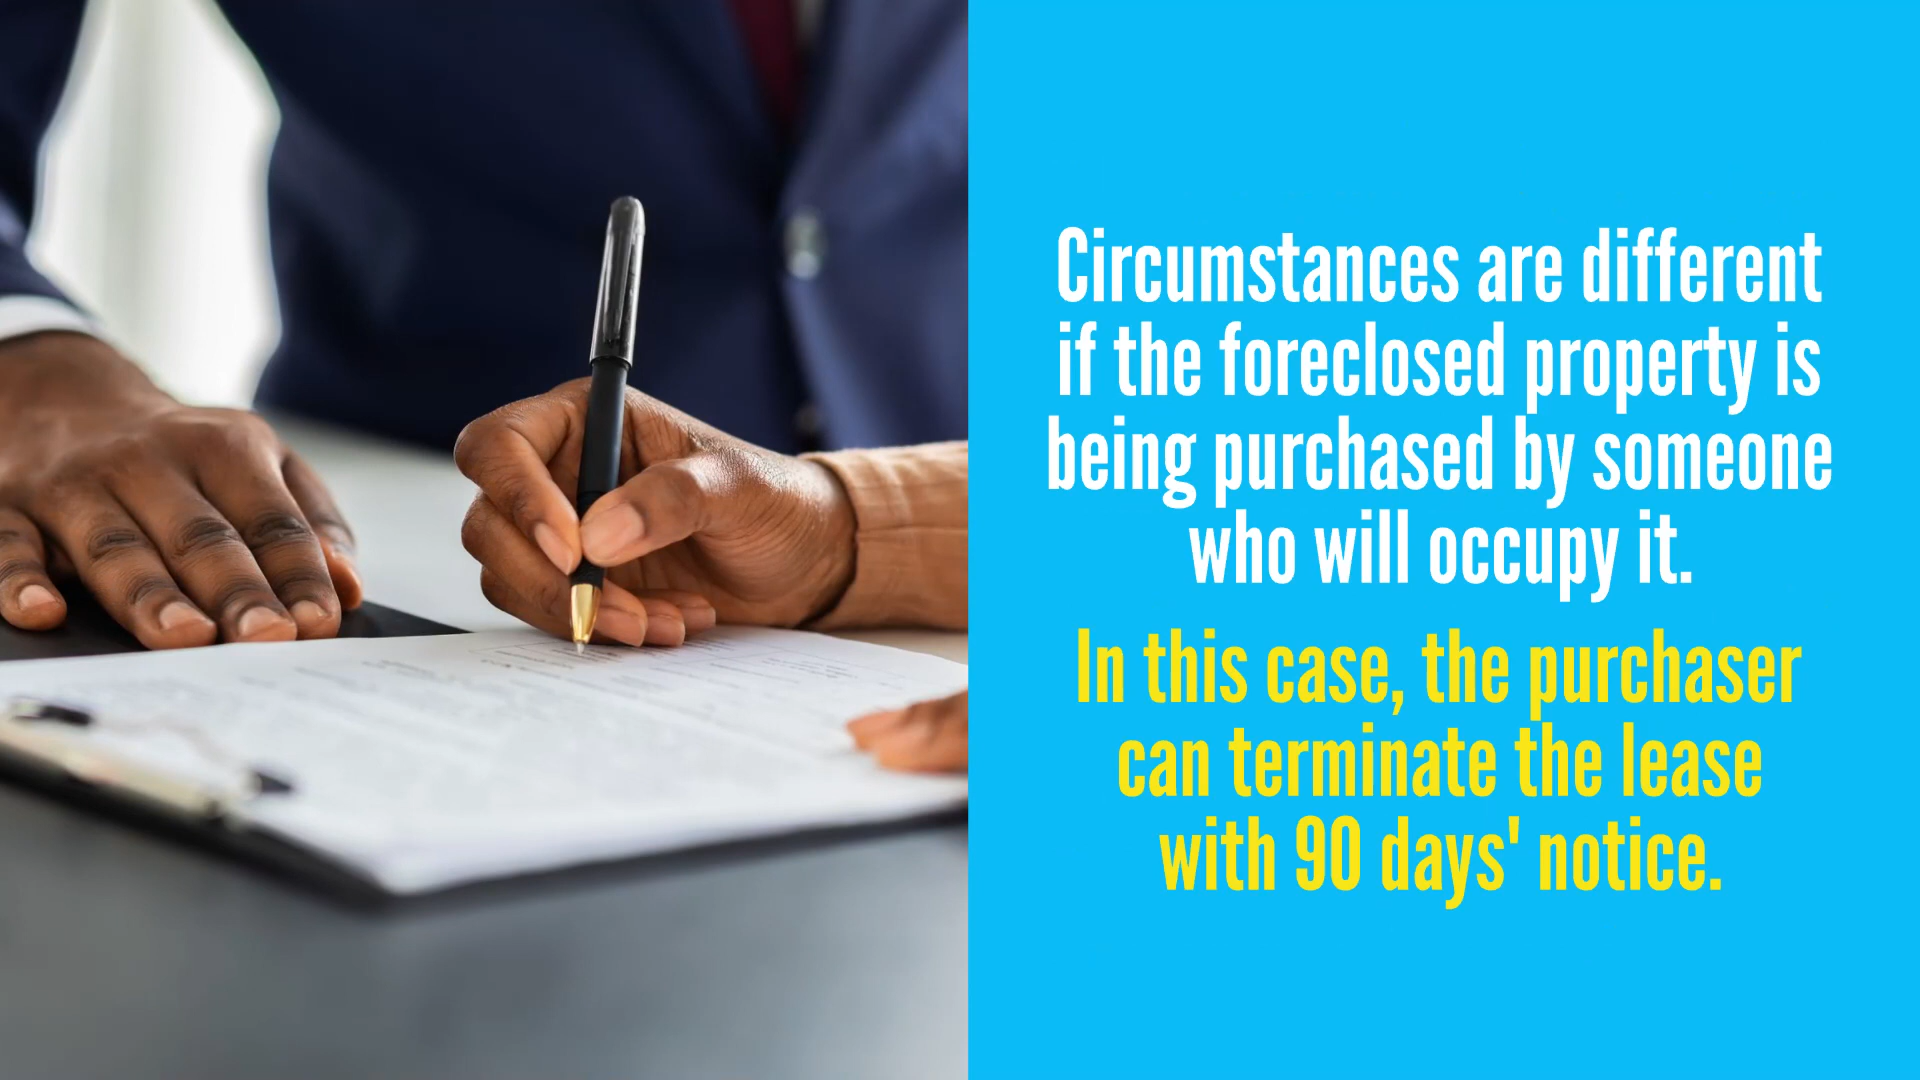 Circumstances are different
if the foreclosed property is
being purchased by someone
who will occupy it.
In this case, the purchaser
can terminate the lease
with 90 days' notice.